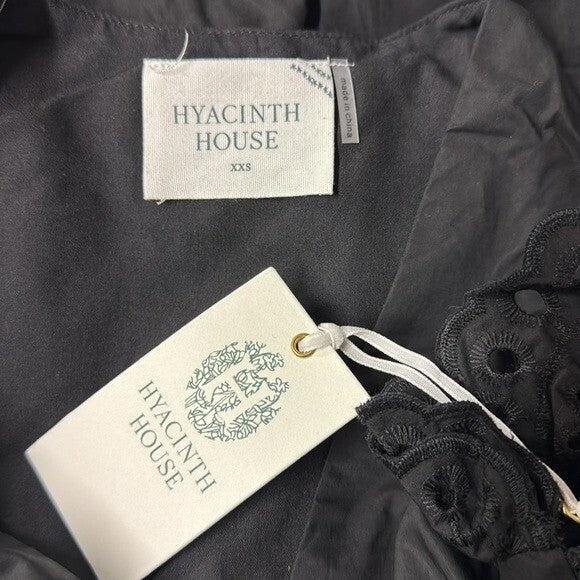 HYACINTH
HOUSE
XXS
made in china
HYACINTH
HOUSE